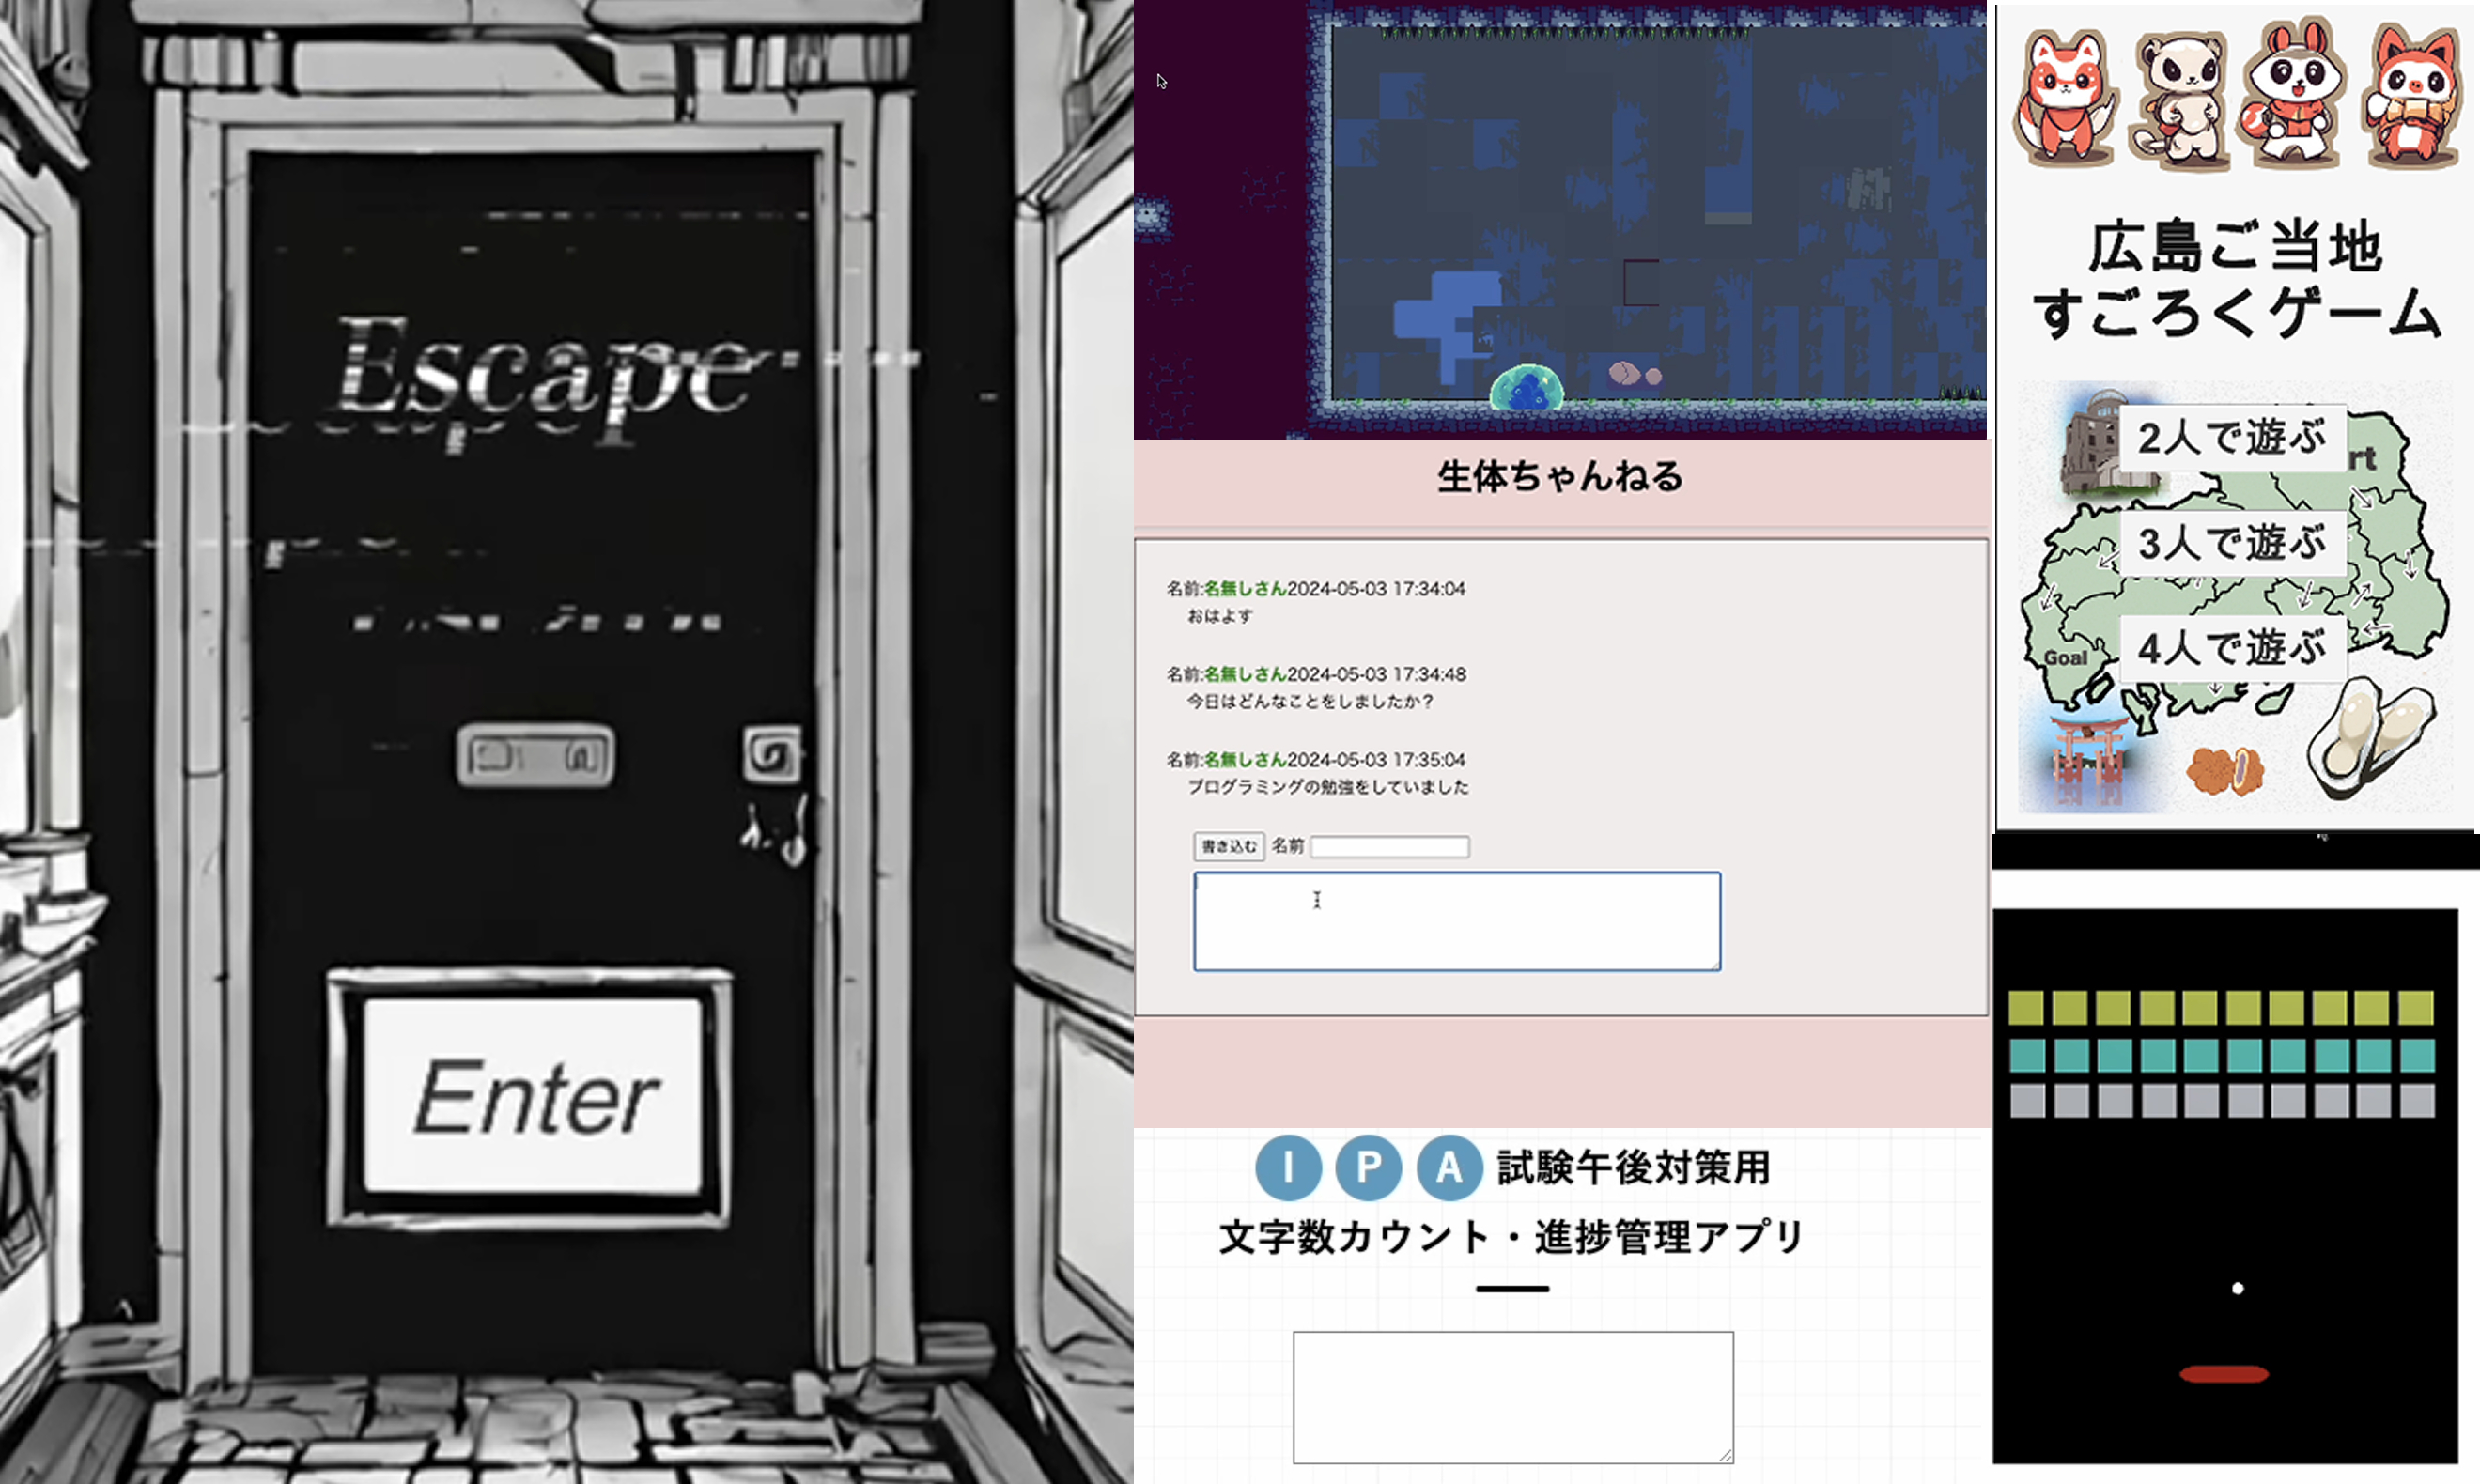 Escape
Enter
生体ちゃんねる
名前:名無しさん2024-05-03 17:34:04
おはよす
名前:名無しさん2024-05-03 17:34:48
今日はどんなことをしましたか？
名前:名無しさん2024-05-03 17:35:04
プログラミングの勉強をしていました
書き込む 名前
I P A 試験午後対策用
文字数カウント・進捗管理アプリ
広島ご当地
すごろくゲーム
2人で遊ぶ
rt
3人で遊ぶ
4人で遊ぶ
Goal